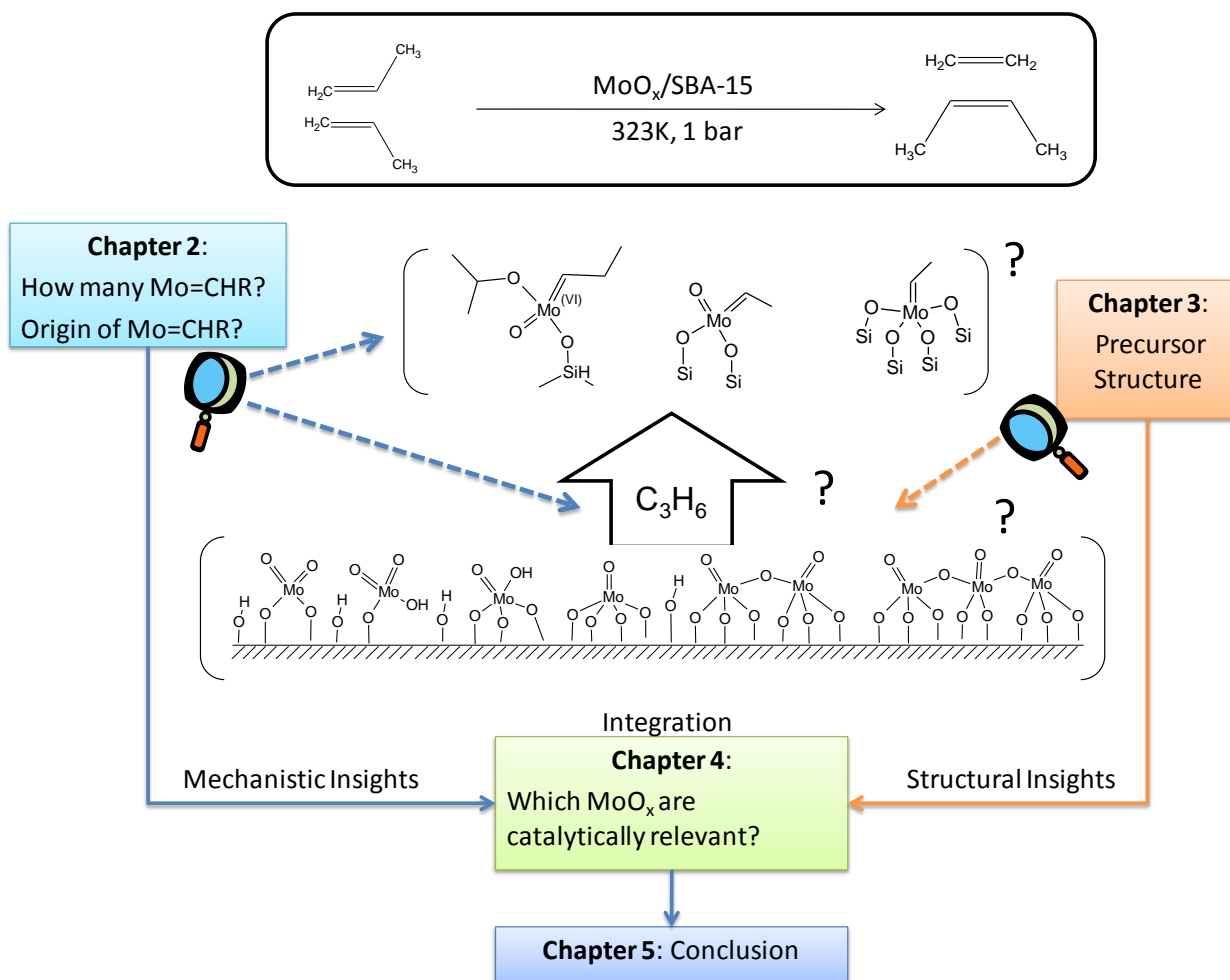 CH₃
H₂C
H₂C
CH₃
MoOₓ/SBA-15
323K, 1 bar
H₂C CH₂
H₃C CH₃
Chapter 2:
How many Mo=CHR?
Origin of Mo=CHR?
O
Mo
(VI)
O
O
SiH
O
Mo
O O
Si Si
?
Mo
O O
O O
Si Si
Si Si
Chapter 3:
Precursor
Structure
C₃H₆
?
?
O O
Mo
O O
H
O
O O
Mo
OH
O
H
O
O OH
Mo
O
O O
H
O
O
Mo
O O O O
H
O
O O O
Mo Mo
O O O O O O
O O O O O
Mo Mo Mo
O O O O O O O O
Integration
Chapter 4:
Which MoOₓ are
catalytically relevant?
Mechanistic Insights
Structural Insights
Chapter 5: Conclusion